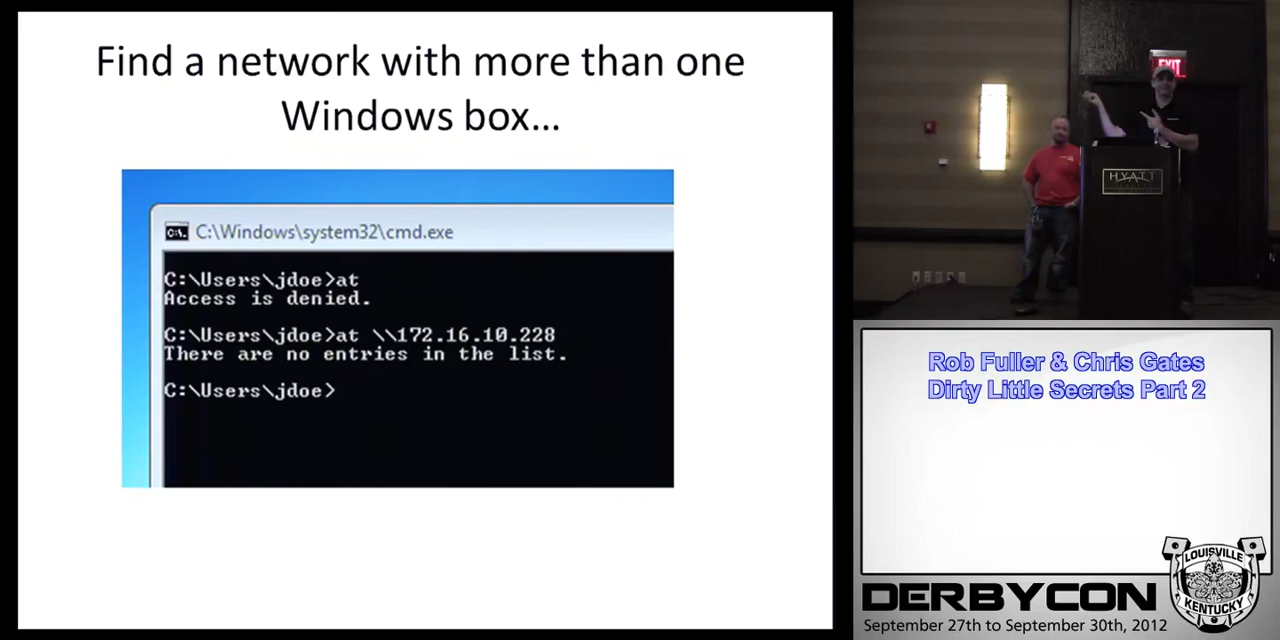 Find a network with more than one
Windows box...
C:\Windows\system32\cmd.exe
C:\Users\jdoe>at
Access is denied.
C:\Users\jdoe>at \\172.16.10.228
There are no entries in the list.
C:\Users\jdoe>
EXIT
HYATT
Rob Fuller & Chris Gates
Dirty Little Secrets Part 2
LOUISVILLE
KENTUCKY
DERBYCON
September 27th to September 30th, 2012